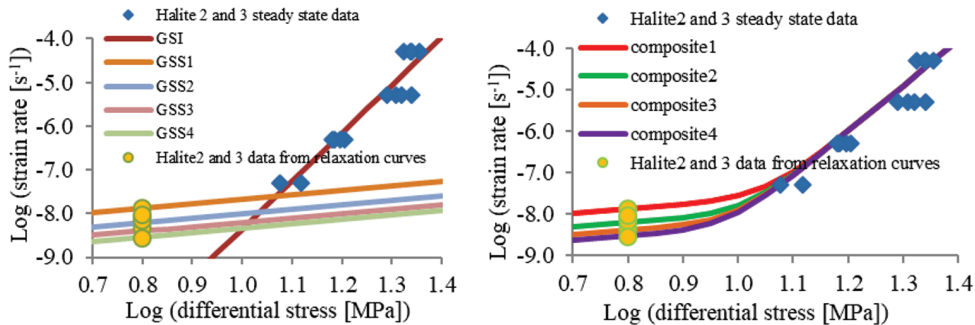 Halite 2 and 3 steady state data
GSI
GSS1
GSS2
GSS3
GSS4
Halite2 and 3 data from relaxation curves
Log (strain rate [s-1])
-4.0
-5.0
-6.0
-7.0
-8.0
-9.0
0.7 0.8 0.9 1.0 1.1 1.2 1.3 1.4
Log (differential stress [MPa])
Halite2 and 3 steady state data
composite1
composite2
composite3
composite4
Halite2 and 3 data from relaxation curves
Log (strain rate [s-1])
-4.0
-5.0
-6.0
-7.0
-8.0
-9.0
0.7 0.8 0.9 1.0 1.1 1.2 1.3 1.4
Log (differential stress [MPa])